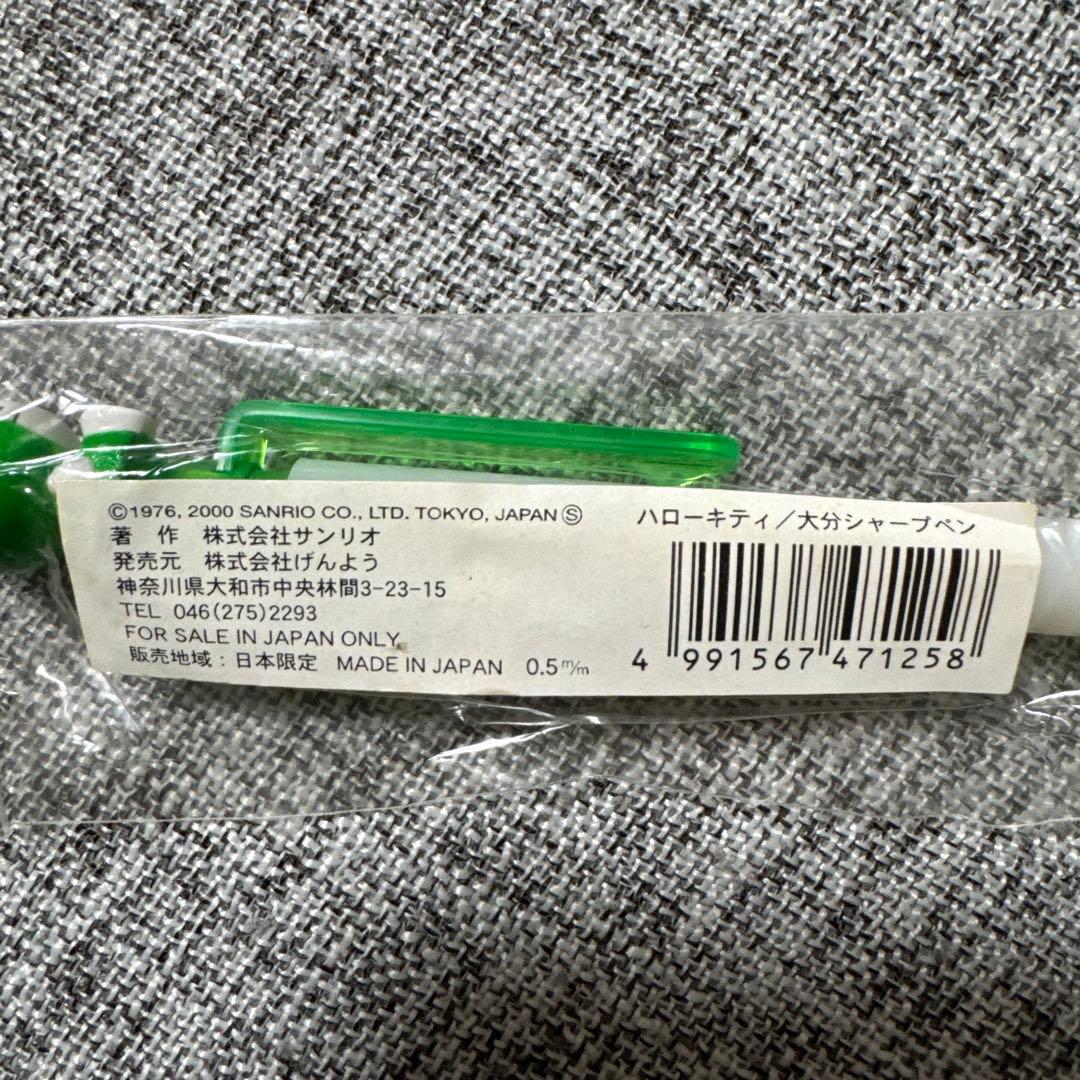 ©1976, 2000 SANRIO CO., LTD. TOKYO, JAPAN Ⓢ
著 作 株式会社サンリオ
発売元 株式会社げんよう
神奈川県大和市中央林間3-23-15
TEL 046(275)2293
FOR SALE IN JAPAN ONLY
販売地域：日本限定 MADE IN JAPAN 0.5m/m
ハローキティ／大分シャープペン
4 991567 471258